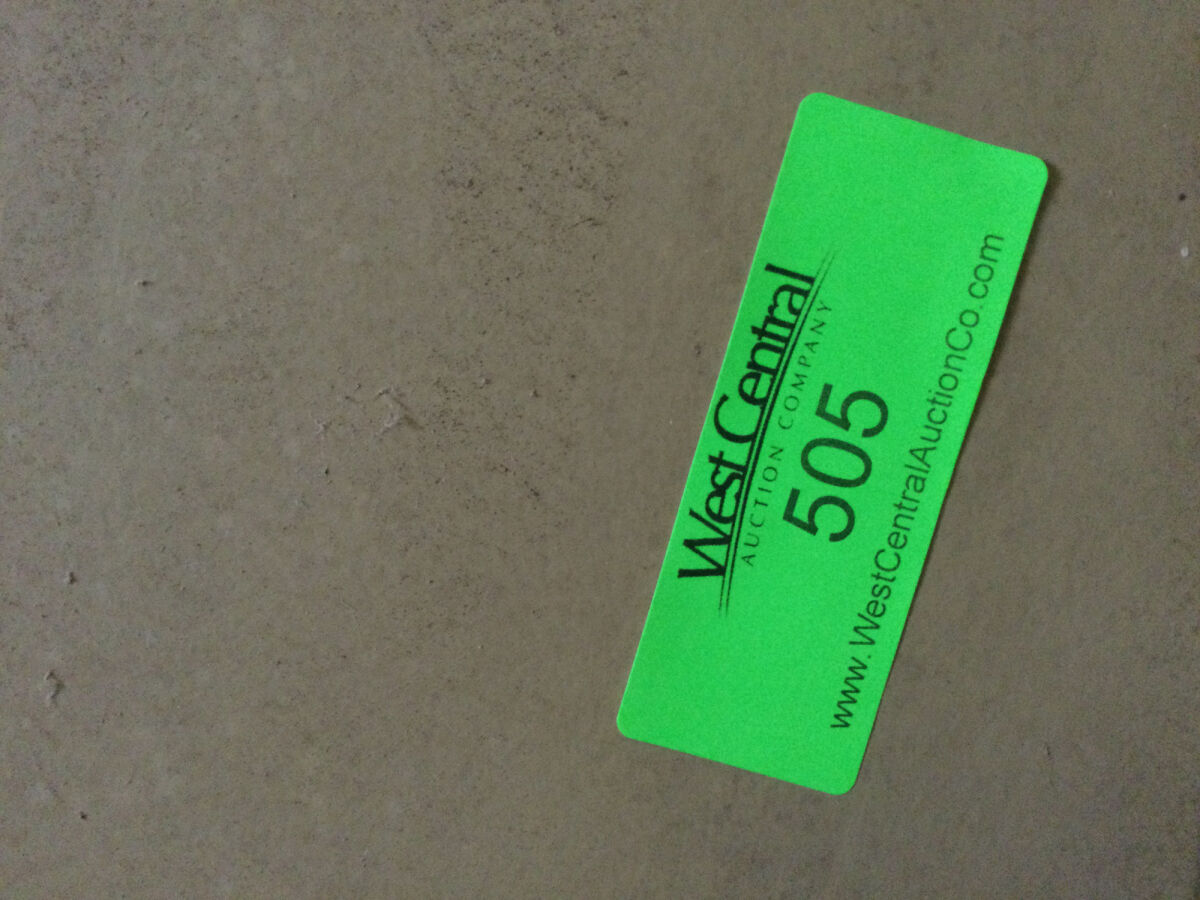 West Central
AUCTION COMPANY
505
www.WestCentralAuctionCo.com